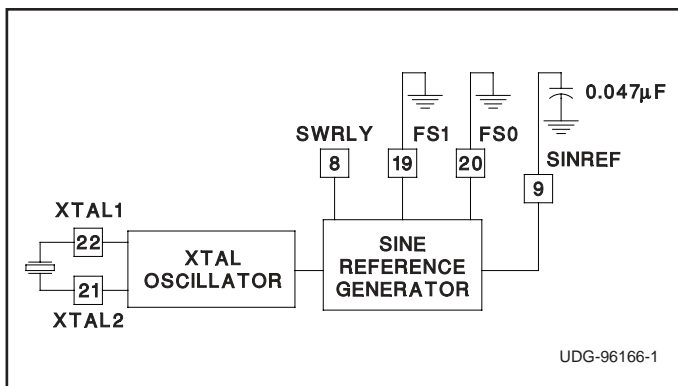 0.047µF
SWRLY
FS1
FS0
SINREF
8
19
20
9
XTAL1
22
XTAL
OSCILLATOR
SINE
REFERENCE
GENERATOR
21
XTAL2
UDG-96166-1